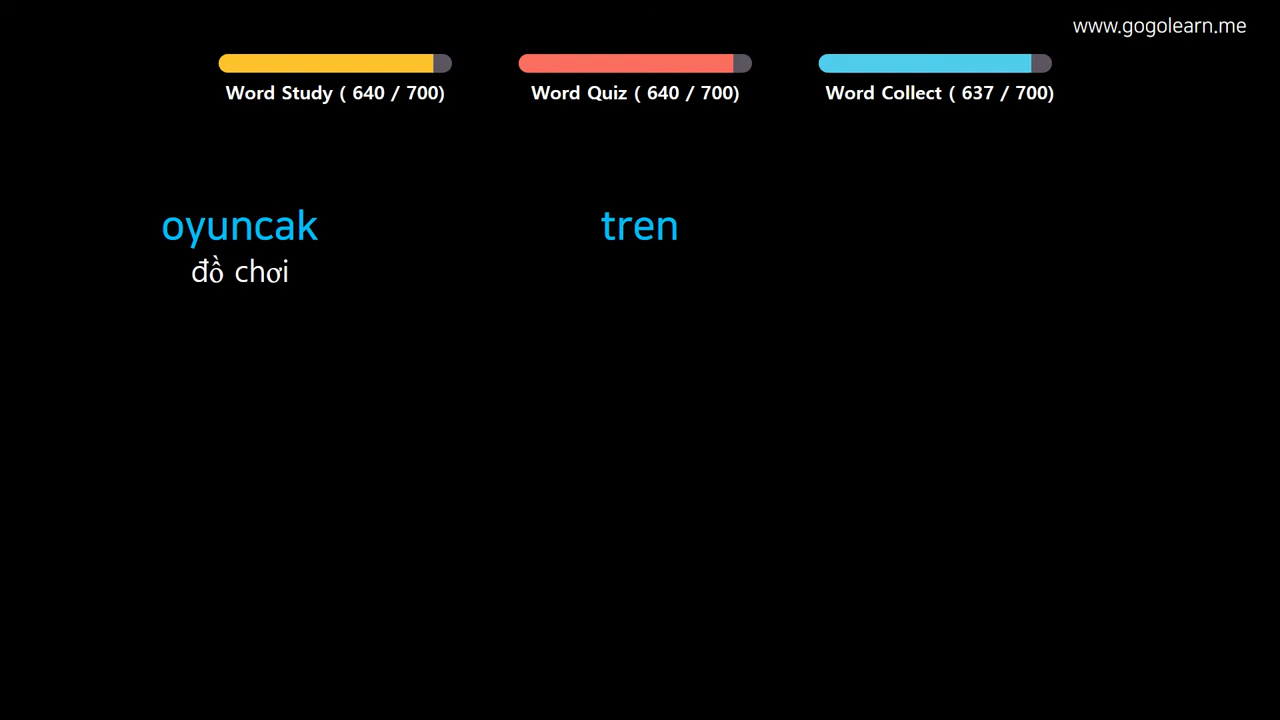 www.gogolearn.me
Word Study ( 640 / 700)
Word Quiz ( 640 / 700)
Word Collect ( 637 / 700)
oyuncak
đồ chơi
tren